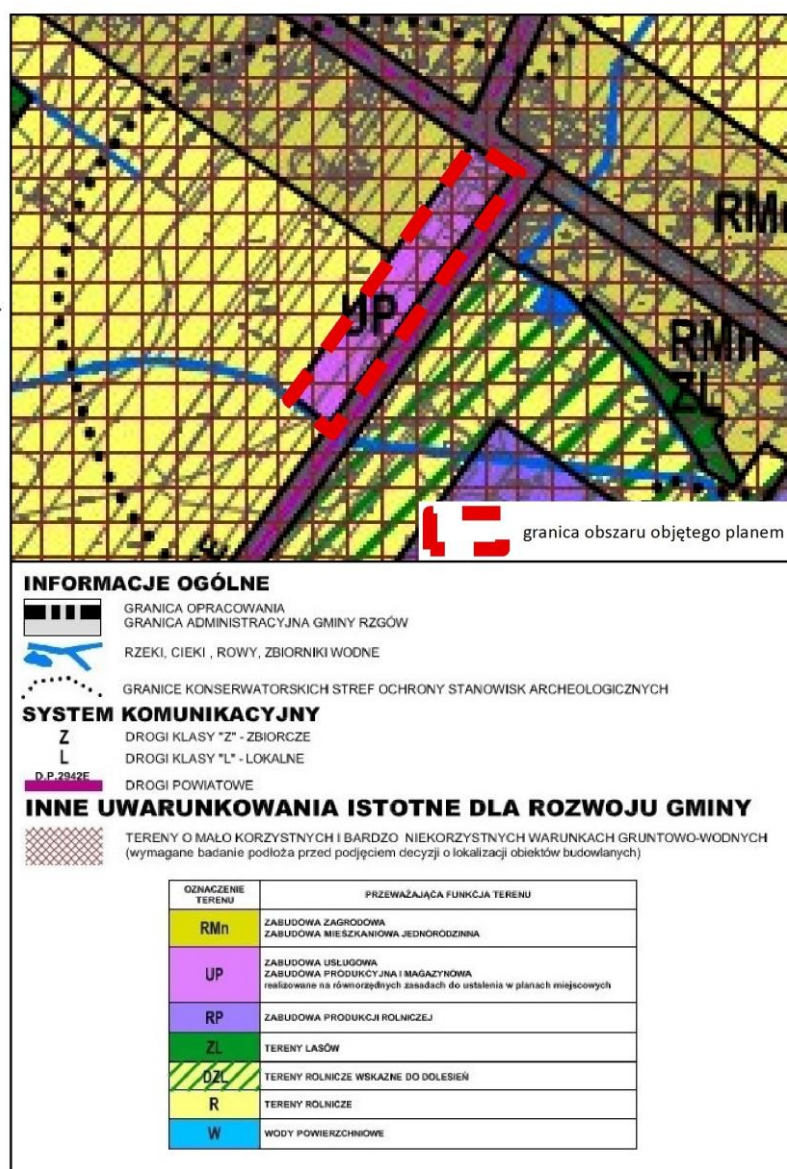 RMn
UP
RMn
ZL
granica obszaru objętego planem
INFORMACJE OGÓLNE
GRANICA OPRACOWANIA
GRANICA ADMINISTRACYJNA GMINY RZGÓW
RZEKI, CIEKI , ROWY, ZBIORNIKI WODNE
GRANICE KONSERWATORSKICH STREF OCHRONY STANOWISK ARCHEOLOGICZNYCH
SYSTEM KOMUNIKACYJNY
Z DROGI KLASY "Z" - ZBIORCZE
L DROGI KLASY "L" - LOKALNE
D.P.2942E
DROGI POWIATOWE
INNE UWARUNKOWANIA ISTOTNE DLA ROZWOJU GMINY
TERENY O MAŁO KORZYSTNYCH I BARDZO NIEKORZYSTNYCH WARUNKACH GRUNTOWO-WODNYCH
(wymagane badanie podłoża przed podjęciem decyzji o lokalizacji obiektów budowlanych)
OZNACZENIE
TERENU
PRZEWAŻAJĄCA FUNKCJA TERENU
RMn
ZABUDOWA ZAGRODOWA
ZABUDOWA MIESZKANIOWA JEDNORODZINNA
UP
ZABUDOWA USŁUGOWA
ZABUDOWA PRODUKCYJNA I MAGAZYNOWA
realizowane na równorzędnych zasadach do ustalenia w planach miejscowych
RP ZABUDOWA PRODUKCJI ROLNICZEJ
ZL TERENY LASÓW
DZL TERENY ROLNICZE WSKAZNE DO DOLESIEŃ
R TERENY ROLNICZE
W WODY POWIERZCHNIOWE